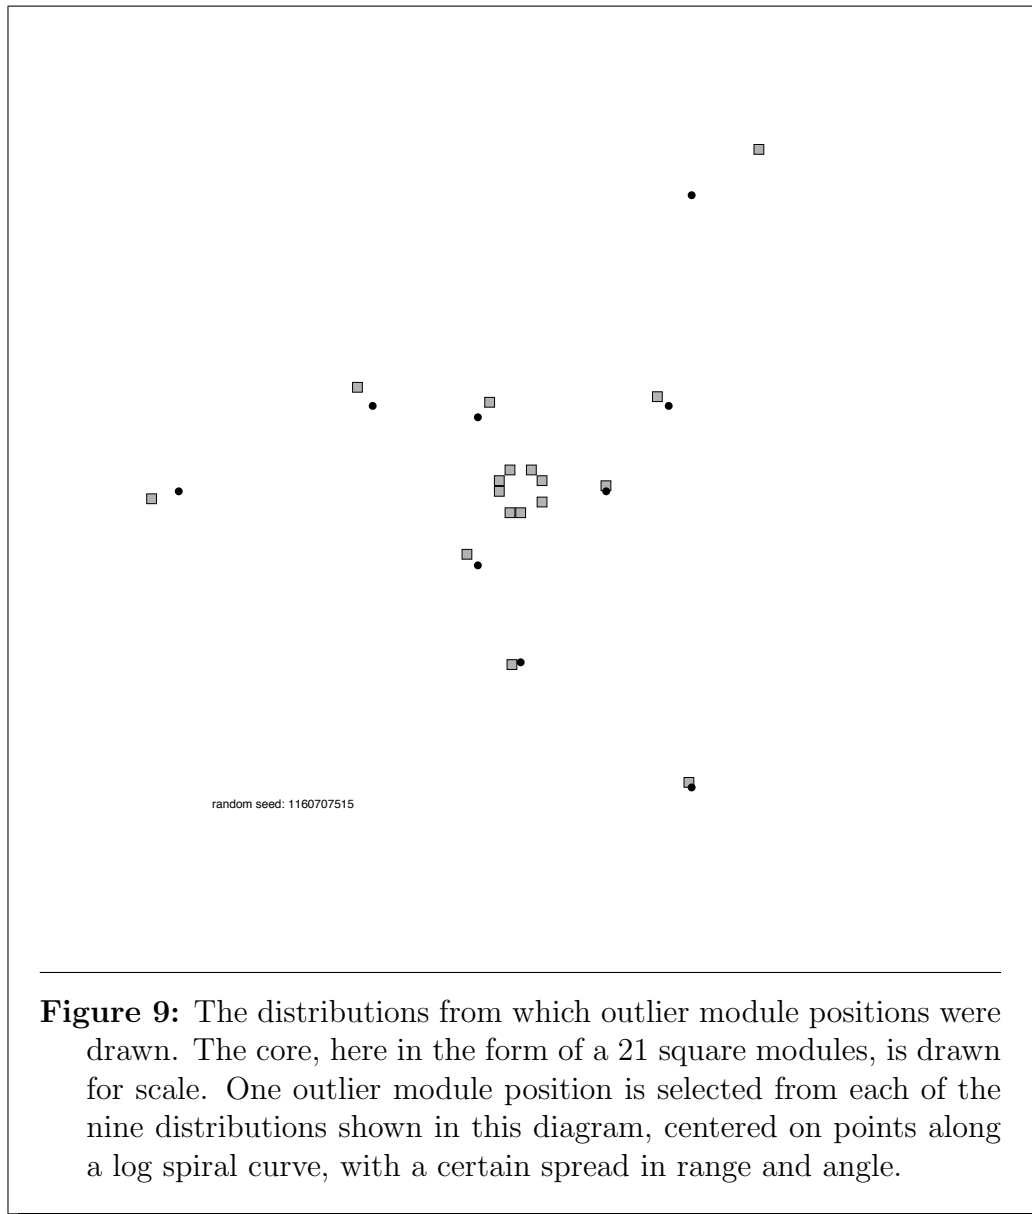 random seed: 1160707515
Figure 9: The distributions from which outlier module positions were
drawn. The core, here in the form of a 21 square modules, is drawn
for scale. One outlier module position is selected from each of the
nine distributions shown in this diagram, centered on points along
a log spiral curve, with a certain spread in range and angle.